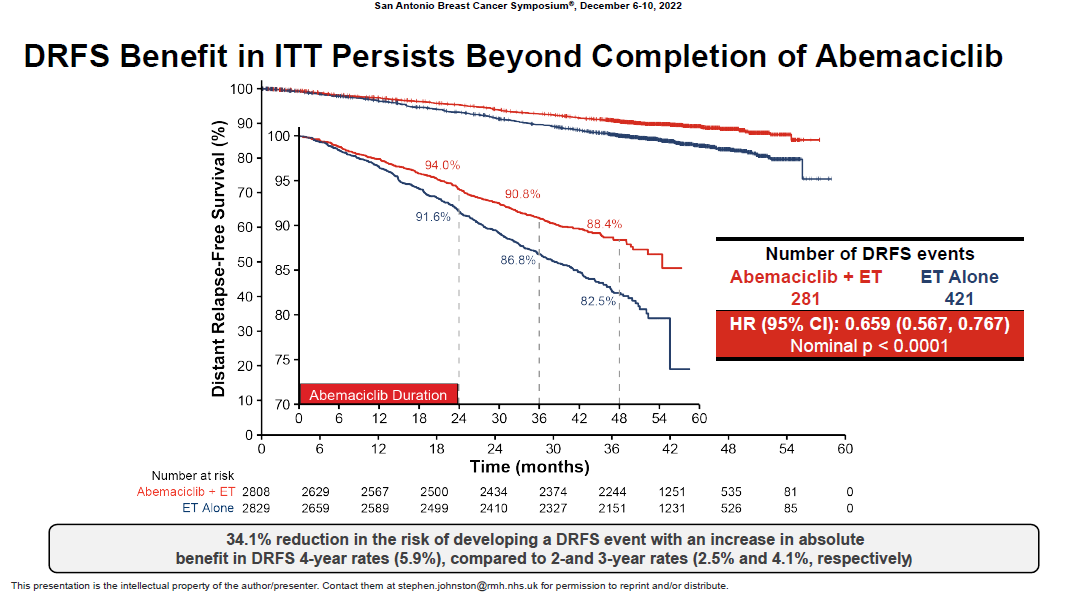 San Antonio Breast Cancer Symposium®, December 6-10, 2022
DRFS Benefit in ITT Persists Beyond Completion of Abemaciclib
Distant Relapse-Free Survival (%)
100
90
80
70
60
50
40
30
20
10
0
100
95
90
85
80
75
70
94.0%
90.8%
88.4%
91.6%
86.8%
82.5%
Abemaciclib Duration
0 6 12 18 24 30 36 42 48 54 60
0 6 12 18 24 30 36 42 48 54 60
Time (months)
Number of DRFS events
Abemaciclib + ET ET Alone
281 421
HR (95% CI): 0.659 (0.567, 0.767)
Nominal p < 0.0001
Number at risk
Abemaciclib + ET 2808 2629 2567 2500 2434 2374 2244 1251 535 81 0
ET Alone 2829 2659 2589 2499 2410 2327 2151 1231 526 85 0
34.1% reduction in the risk of developing a DRFS event with an increase in absolute
benefit in DRFS 4-year rates (5.9%), compared to 2-and 3-year rates (2.5% and 4.1%, respectively)
This presentation is the intellectual property of the author/presenter. Contact them at stephen.johnston@rmh.nhs.uk for permission to reprint and/or distribute.